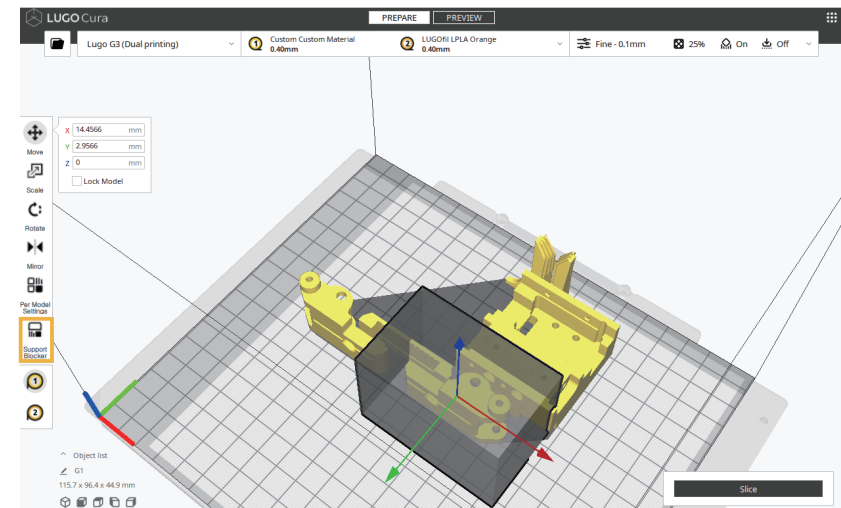 LUGO Cura
PREPARE
PREVIEW
Lugo G3 (Dual printing)
1
Custom Custom Material
0.40mm
2
LUGOfil LPLA Orange
0.40mm
Fine - 0.1mm
25%
On
Off
X 14.4566 mm
Y 2.9566 mm
Z 0 mm
Lock Model
Move
Scale
Rotate
Mirror
Per Model
Settings
Support
Blocker
1
2
Object list
G1
115.7 x 96.4 x 44.9 mm
Slice